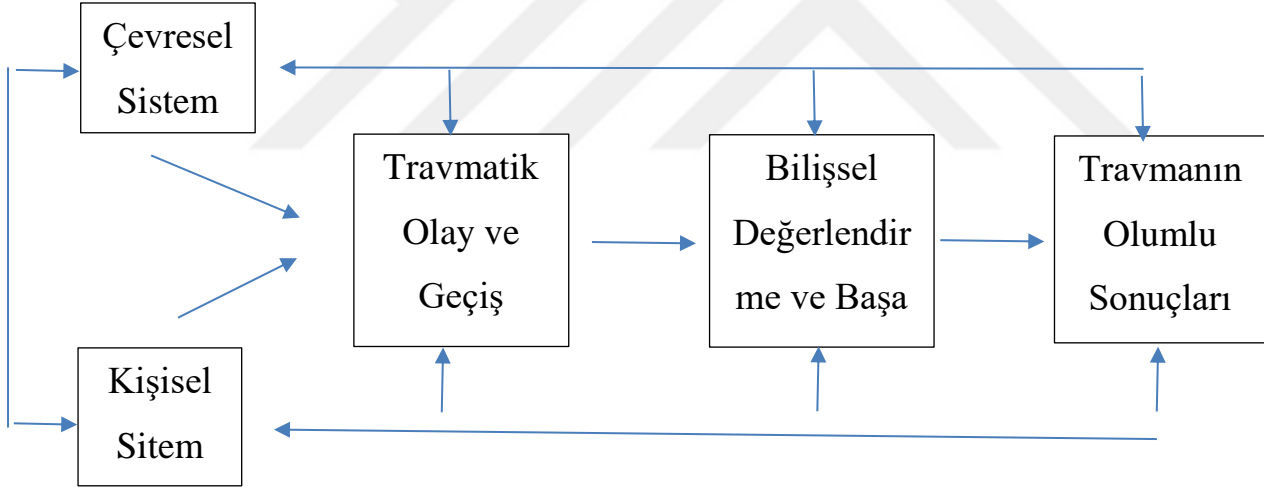 Çevresel
Sistem
Travmatik
Olay ve
Geçiş
Bilişsel
Değerlendir
me ve Başa
Travmanın
Olumlu
Sonuçları
Kişisel
Sitem